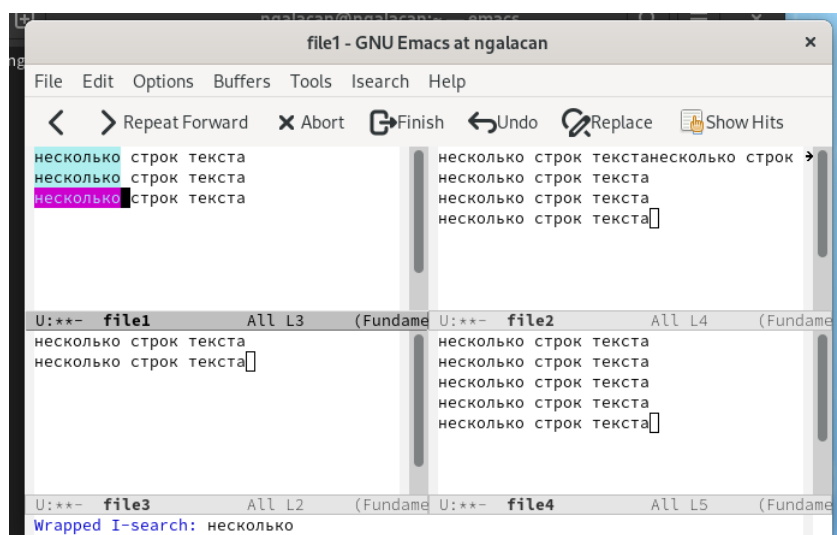 ngalacan@ngalacan:~ — emacs
ng
file1 - GNU Emacs at ngalacan
File Edit Options Buffers Tools Isearch Help
Repeat Forward Abort Finish Undo Replace Show Hits
несколько строк текста
несколько строк текста
несколько строк текста
U:**- file1 All L3 (Fundame
несколько строк текстанесколько строк
несколько строк текста
несколько строк текста
несколько строк текста
U:**- file2 All L4 (Fundame
несколько строк текста
несколько строк текста
U:**- file3 All L2 (Fundame
несколько строк текста
несколько строк текста
несколько строк текста
несколько строк текста
несколько строк текста
U:**- file4 All L5 (Fundame
Wrapped I-search: несколько